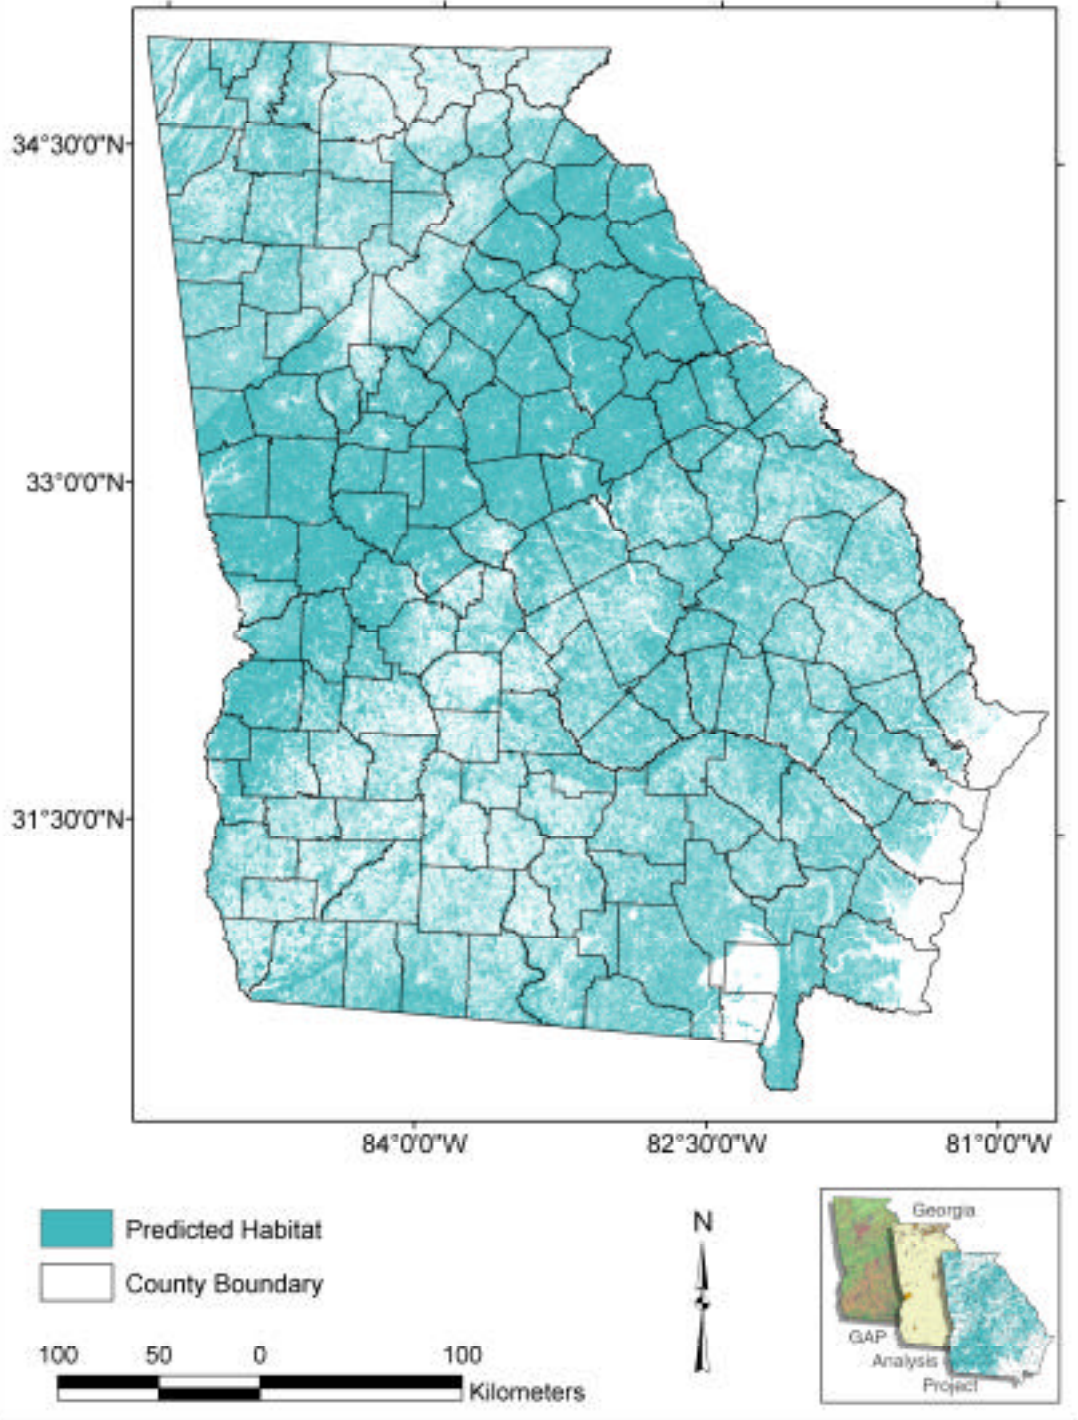 34°30'0"N
33°0'0"N
31°30'0"N
84°0'0"W
82°30'0"W
81°0'0"W
Predicted Habitat
County Boundary
100 50 0 100
Kilometers
N
Georgia
GAP
Analysis
Project